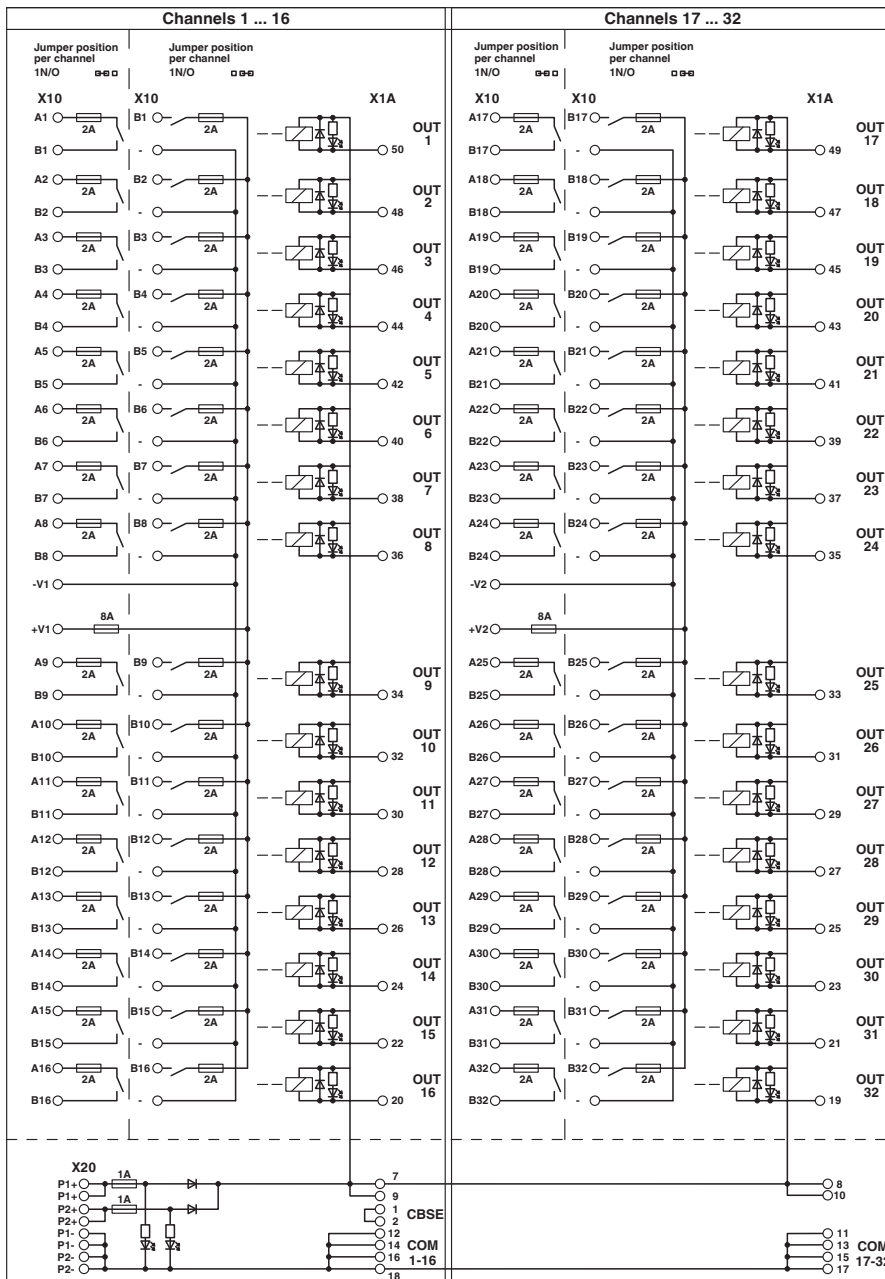 Channels 1 ... 16
Channels 17 ... 32
Jumper position per channel 1N/O
Jumper position per channel 1N/O
Jumper position per channel 1N/O
Jumper position per channel 1N/O
X10 X10 X1A X10 X10 X1A
A1 2A B1 2A OUT 1 A17 2A B17 2A OUT 17
B1 - 50 B17 - 49
A2 2A B2 2A OUT 2 A18 2A B18 2A OUT 18
B2 - 48 B18 - 47
A3 2A B3 2A OUT 3 A19 2A B19 2A OUT 19
B3 - 46 B19 - 45
A4 2A B4 2A OUT 4 A20 2A B20 2A OUT 20
B4 - 44 B20 - 43
A5 2A B5 2A OUT 5 A21 2A B21 2A OUT 21
B5 - 42 B21 - 41
A6 2A B6 2A OUT 6 A22 2A B22 2A OUT 22
B6 - 40 B22 - 39
A7 2A B7 2A OUT 7 A23 2A B23 2A OUT 23
B7 - 38 B23 - 37
A8 2A B8 2A OUT 8 A24 2A B24 2A OUT 24
B8 - 36 B24 - 35
-V1 -V2
+V1 8A +V2 8A
A9 2A B9 2A OUT 9 A25 2A B25 2A OUT 25
B9 - 34 B25 - 33
A10 2A B10 2A OUT 10 A26 2A B26 2A OUT 26
B10 - 32 B26 - 31
A11 2A B11 2A OUT 11 A27 2A B27 2A OUT 27
B11 - 30 B27 - 29
A12 2A B12 2A OUT 12 A28 2A B28 2A OUT 28
B12 - 28 B28 - 27
A13 2A B13 2A OUT 13 A29 2A B29 2A OUT 29
B13 - 26 B29 - 25
A14 2A B14 2A OUT 14 A30 2A B30 2A OUT 30
B14 - 24 B30 - 23
A15 2A B15 2A OUT 15 A31 2A B31 2A OUT 31
B15 - 22 B31 - 21
A16 2A B16 2A OUT 16 A32 2A B32 2A OUT 32
B16 - 20 B32 - 19
X20
P1+ 1A 7 8
P1+ 9 10
P2+ 1A 1 CBSE
P2+ 2
P1- 12 11
P1- 14 COM 13 COM
P2- 16 1-16 15 17-32
P2- 18 17